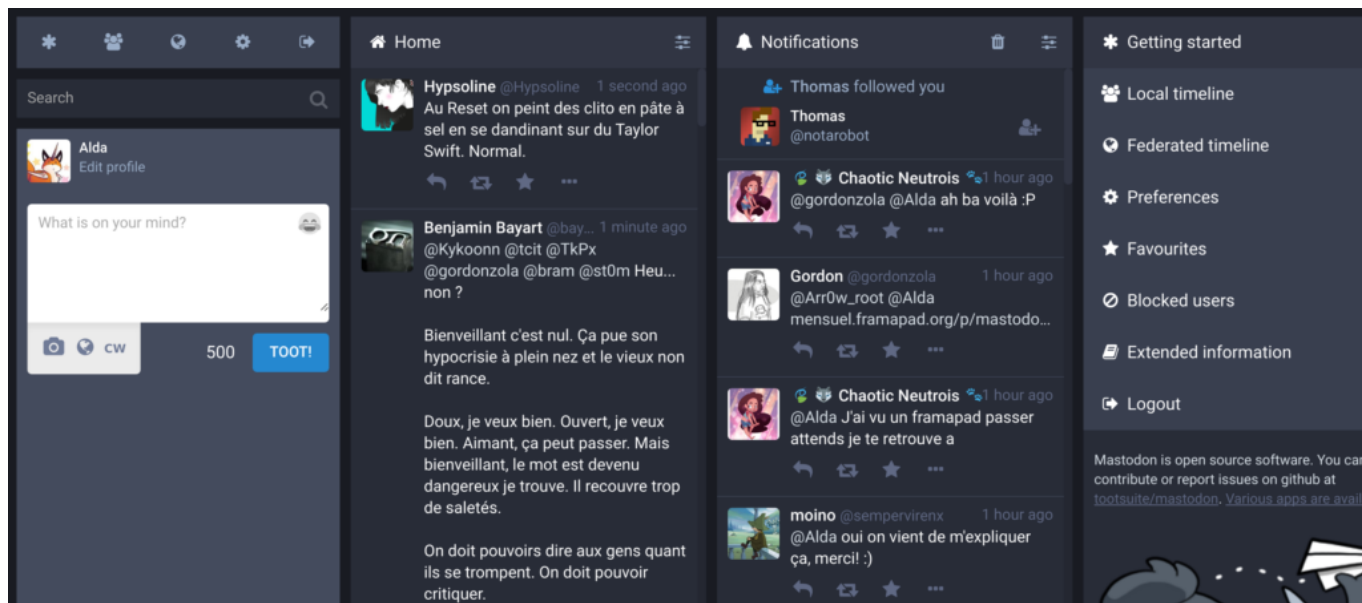 Search
Alda
Edit profile
What is on your mind?
CW
500
TOOT!
Home
Hypsoline @Hypsoline 1 second ago
Au Reset on peint des clito en pâte à
sel en se dandinant sur du Taylor
Swift. Normal.
Benjamin Bayart @bay... 1 minute ago
@Kykoonn @tcit @TkPx
@gordonzola @bram @st0m Heu...
non ?
Bienveillant c'est nul. Ça pue son
hypocrisie à plein nez et le vieux non
dit rance.
Doux, je veux bien. Ouvert, je veux
bien. Aimant, ça peut passer. Mais
bienveillant, le mot est devenu
dangereux je trouve. Il recouvre trop
de saletés.
On doit pouvoirs dire aux gens quant
ils se trompent. On doit pouvoir
critiquer.
Notifications
Thomas followed you
Thomas
@notarobot
Chaotic Neutrois 1 hour ago
@gordonzola @Alda ah ba voilà :P
Gordon @gordonzola 1 hour ago
@Arr0w_root @Alda
mensuel.framapad.org/p/mastodo...
Chaotic Neutrois 1 hour ago
@Alda J'ai vu un framapad passer
attends je te retrouve a
moino @sempervirenx 1 hour ago
@Alda oui on vient de m'expliquer
ça, merci! :)
Getting started
Local timeline
Federated timeline
Preferences
Favourites
Blocked users
Extended information
Logout
Mastodon is open source software. You can
contribute or report issues on github at
tootsuite/mastodon. Various apps are avail